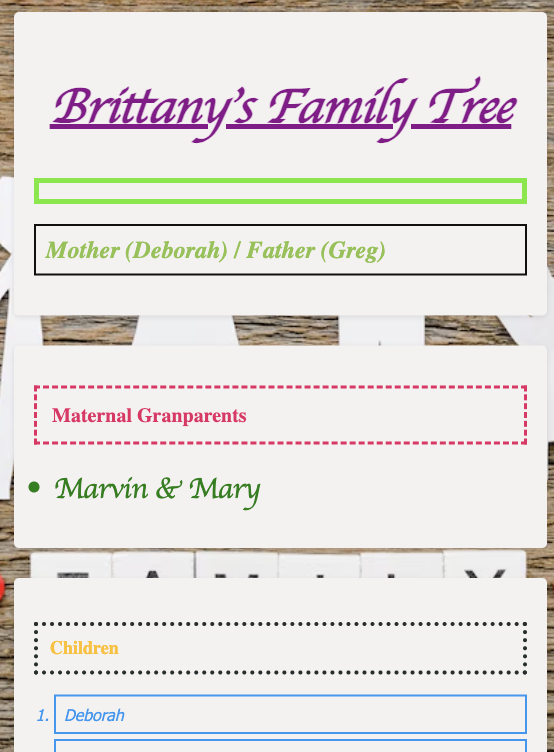 Brittany's Family Tree
Mother (Deborah) / Father (Greg)
Maternal Granparents
• Marvin & Mary
Children
1. Deborah